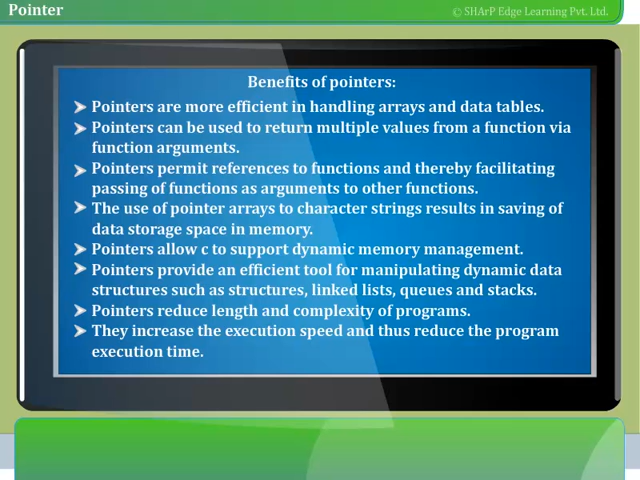 Pointer
© SHArP Edge Learning Pvt. Ltd.
Benefits of pointers:
Pointers are more efficient in handling arrays and data tables.
Pointers can be used to return multiple values from a function via
function arguments.
Pointers permit references to functions and thereby facilitating
passing of functions as arguments to other functions.
The use of pointer arrays to character strings results in saving of
data storage space in memory.
Pointers allow c to support dynamic memory management.
Pointers provide an efficient tool for manipulating dynamic data
structures such as structures, linked lists, queues and stacks.
Pointers reduce length and complexity of programs.
They increase the execution speed and thus reduce the program
execution time.